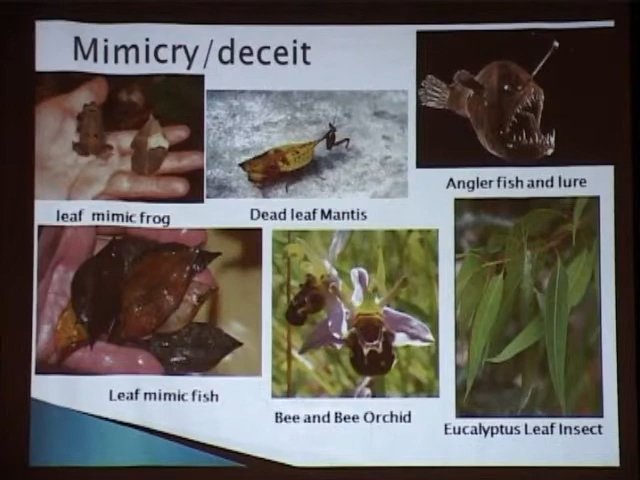 Mimicry/deceit
Angler fish and lure
leaf mimic frog
Dead leaf Mantis
Leaf mimic fish
Bee and Bee Orchid
Eucalyptus Leaf Insect